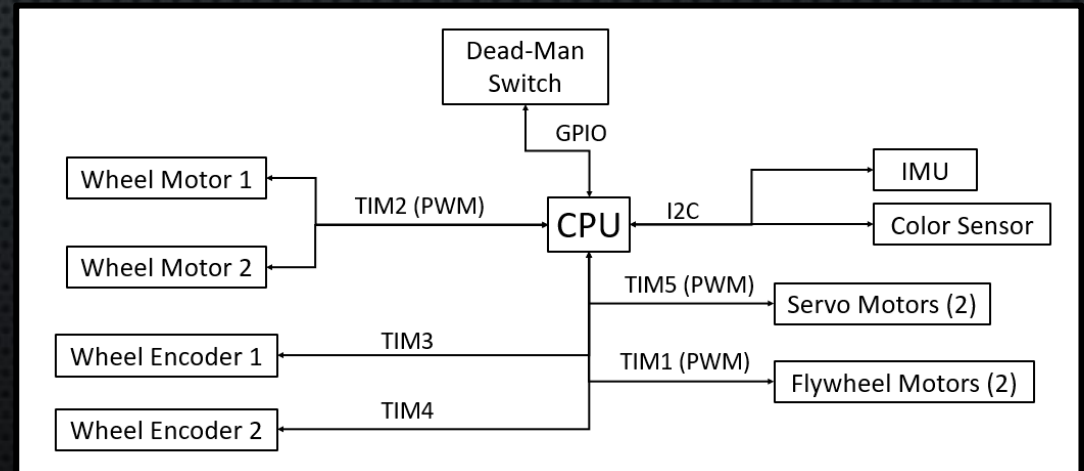 Dead-Man
Switch
GPIO
Wheel Motor 1
IMU
TIM2 (PWM)
CPU
I2C
Color Sensor
Wheel Motor 2
TIM5 (PWM)
Servo Motors (2)
TIM3
Wheel Encoder 1
TIM1 (PWM)
Flywheel Motors (2)
TIM4
Wheel Encoder 2